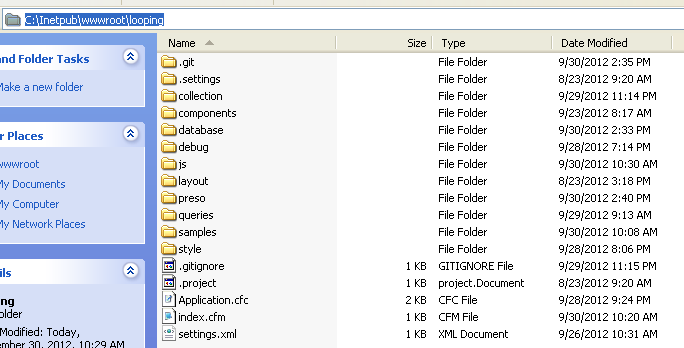 C:\Inetpub\wwwroot\looping
Name Size Type Date Modified
and Folder Tasks
Make a new folder
r Places
wwwroot
My Documents
My Computer
My Network Places
ils
ng
older
Modified: Today,
ember 30, 2012, 10:29 AM
.git File Folder 9/30/2012 2:35 PM
.settings File Folder 8/23/2012 9:20 AM
collection File Folder 9/29/2012 11:14 PM
components File Folder 9/23/2012 8:17 AM
database File Folder 9/30/2012 2:33 PM
debug File Folder 9/28/2012 7:14 PM
js File Folder 9/30/2012 10:30 AM
layout File Folder 8/23/2012 3:18 PM
preso File Folder 9/30/2012 2:40 PM
queries File Folder 9/29/2012 9:13 AM
samples File Folder 9/30/2012 10:08 AM
style File Folder 9/28/2012 8:06 PM
.gitignore 1 KB GITIGNORE File 9/29/2012 11:15 PM
.project 1 KB project.Document 8/23/2012 9:20 AM
Application.cfc 2 KB CFC File 9/28/2012 9:24 PM
index.cfm 1 KB CFM File 9/30/2012 10:20 AM
settings.xml 1 KB XML Document 9/26/2012 10:31 AM